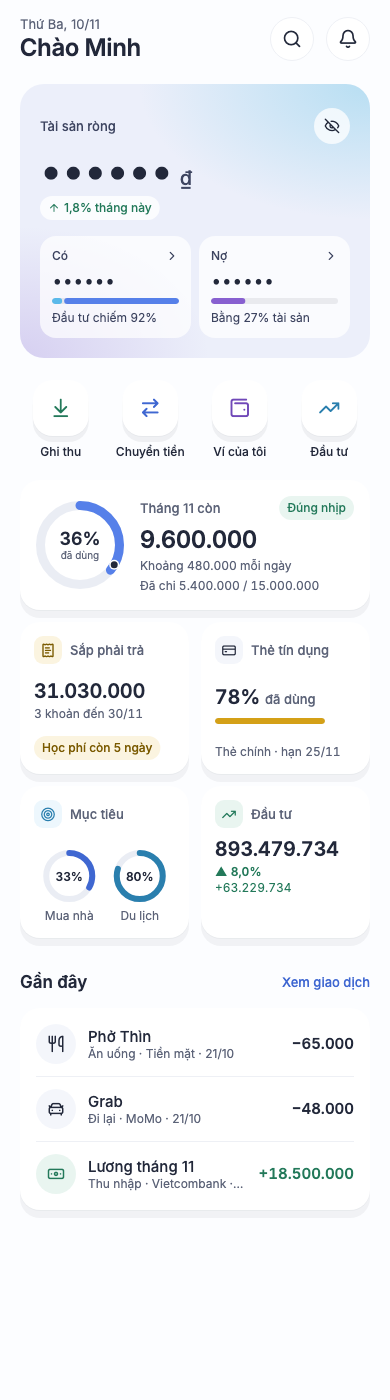 Thứ Ba, 10/11
Chào Minh
Tài sản ròng
•••••• ₫
↑ 1,8% tháng này
Có
••••••
Đầu tư chiếm 92%
Nợ
••••••
Bằng 27% tài sản
Ghi thu
Chuyển tiền
Ví của tôi
Đầu tư
36%
đã dùng
Tháng 11 còn
Đúng nhịp
9.600.000
Khoảng 480.000 mỗi ngày
Đã chi 5.400.000 / 15.000.000
Sắp phải trả
31.030.000
3 khoản đến 30/11
Học phí còn 5 ngày
Thẻ tín dụng
78% đã dùng
Thẻ chính · hạn 25/11
Mục tiêu
33%
Mua nhà
80%
Du lịch
Đầu tư
893.479.734
▲ 8,0%
+63.229.734
Gần đây
Xem giao dịch
Phở Thìn
Ăn uống · Tiền mặt · 21/10
−65.000
Grab
Đi lại · MoMo · 21/10
−48.000
Lương tháng 11
Thu nhập · Vietcombank ·...
+18.500.000